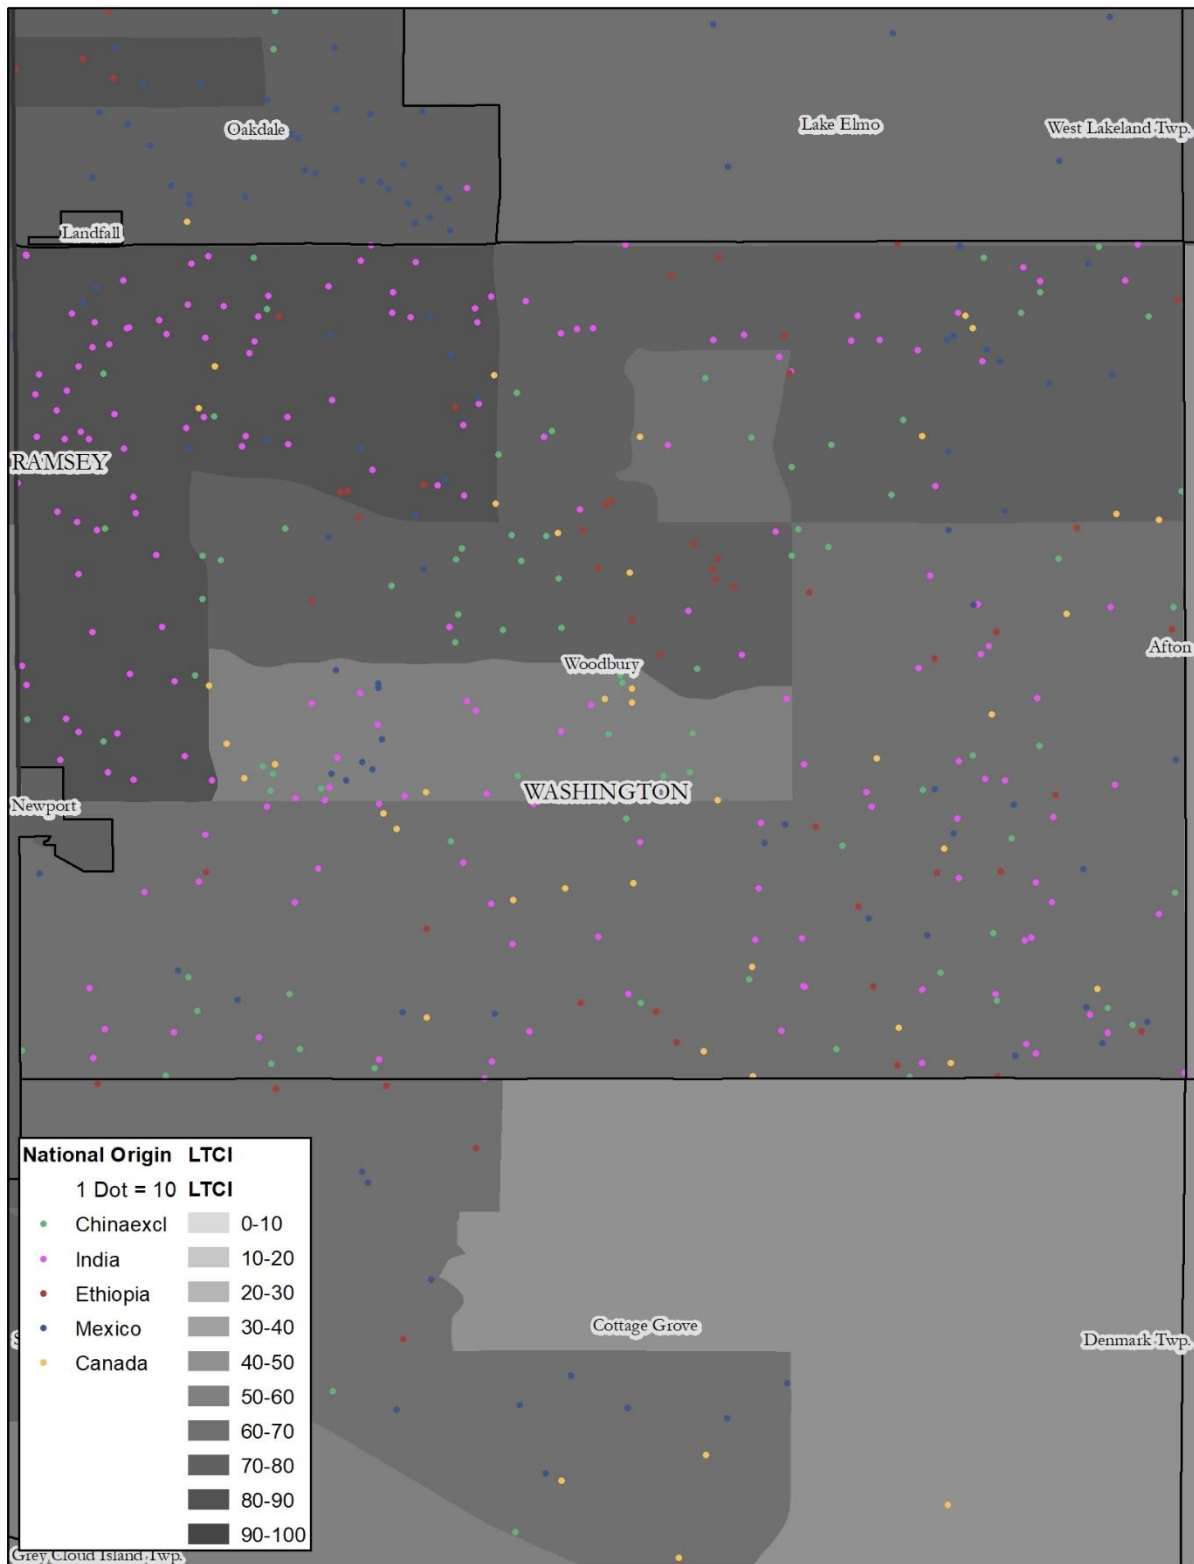 Oakdale
Lake Elmo
West Lakeland Twp.
Landfall
RAMSEY
Woodbury
Afton
WASHINGTON
Newport
National Origin LTCI
1 Dot = 10 LTCI
Chinaexcl 0-10
India 10-20
Ethiopia 20-30
Mexico 30-40
Canada 40-50
50-60
60-70
70-80
80-90
90-100
Cottage Grove
Denmark Twp.
Grey Cloud Island Twp.